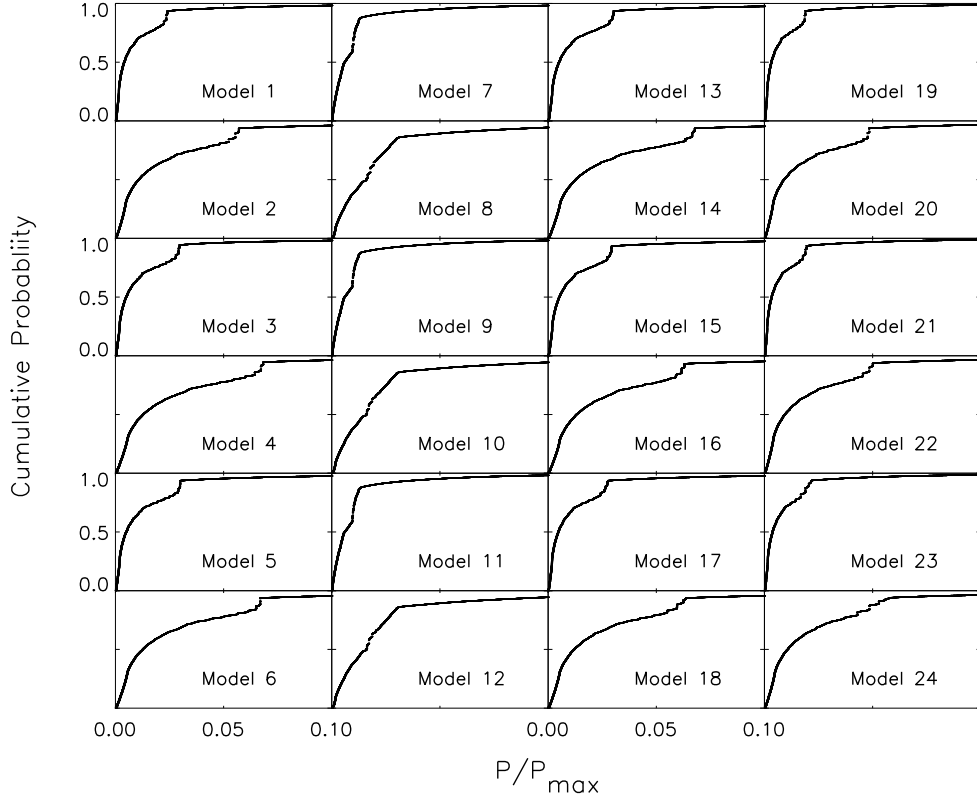 1.0
0.5
0.0
Model 1
Model 7
Model 13
Model 19
Model 2
Model 8
Model 14
Model 20
1.0
0.5
0.0
Model 3
Model 9
Model 15
Model 21
Model 4
Model 10
Model 16
Model 22
1.0
0.5
0.0
Model 5
Model 11
Model 17
Model 23
Model 6
Model 12
Model 18
Model 24
Cumulative Probability
0.00 0.05 0.10 0.00 0.05 0.10
P/Pmax